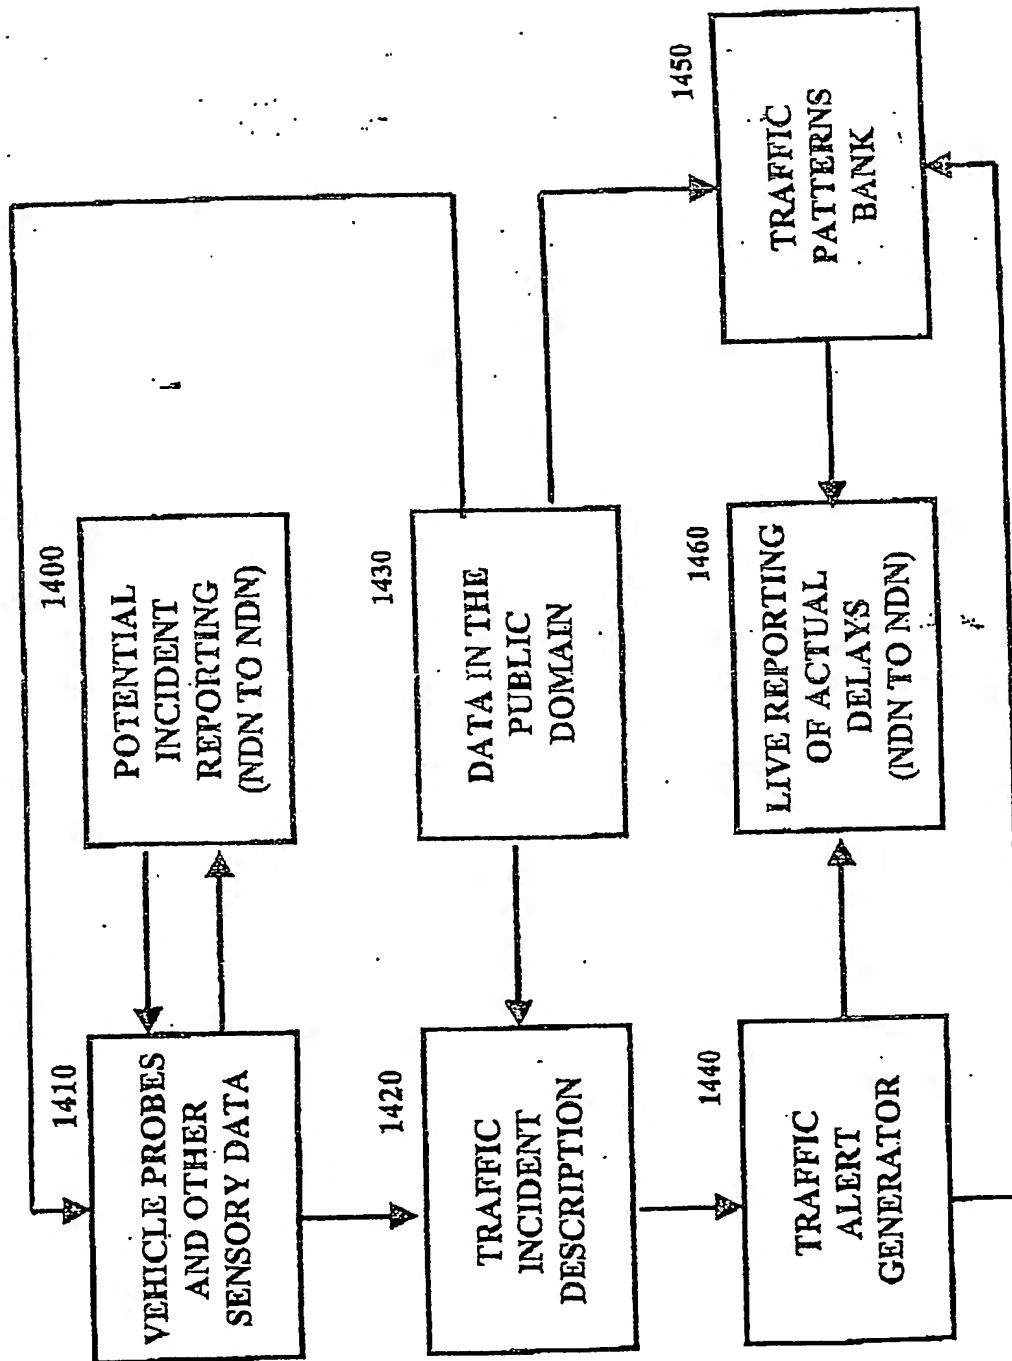 1410
VEHICLE PROBES
AND OTHER
SENSORY DATA
1400
POTENTIAL
INCIDENT
REPORTING
(NDN TO NDN)
1420
TRAFFIC
INCIDENT
DESCRIPTION
1430
DATA IN THE
PUBLIC
DOMAIN
1440
TRAFFIC
ALERT
GENERATOR
1460
LIVE REPORTING
OF ACTUAL
DELAYS
(NDN TO NDN)
1450
TRAFFIC
PATTERNS
BANK